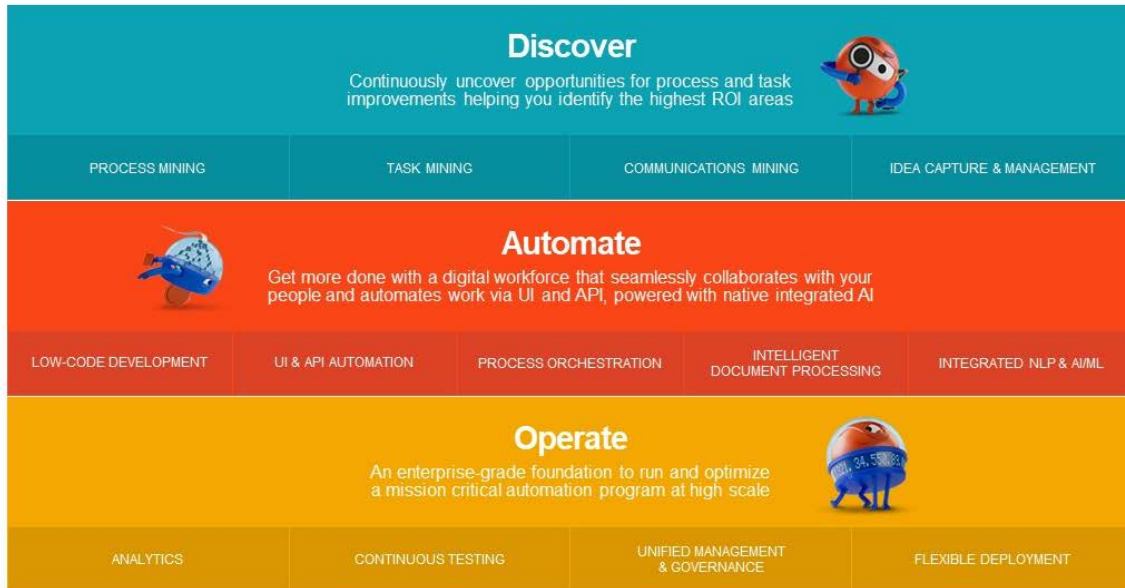 Discover
Continuously uncover opportunities for process and task
improvements helping you identify the highest ROI areas
PROCESS MINING
TASK MINING
COMMUNICATIONS MINING
IDEA CAPTURE & MANAGEMENT
Automate
Get more done with a digital workforce that seamlessly collaborates with your
people and automates work via UI and API, powered with native integrated AI
LOW-CODE DEVELOPMENT
UI & API AUTOMATION
PROCESS ORCHESTRATION
INTELLIGENT
DOCUMENT PROCESSING
INTEGRATED NLP & AI/ML
Operate
An enterprise-grade foundation to run and optimize
a mission critical automation program at high scale
ANALYTICS
CONTINUOUS TESTING
UNIFIED MANAGEMENT
& GOVERNANCE
FLEXIBLE DEPLOYMENT